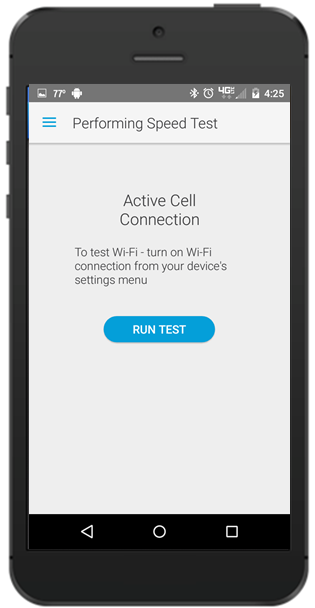 77° 4G 4:25
Performing Speed Test
Active Cell
Connection
To test Wi-Fi - turn on Wi-Fi
connection from your device's
settings menu
RUN TEST